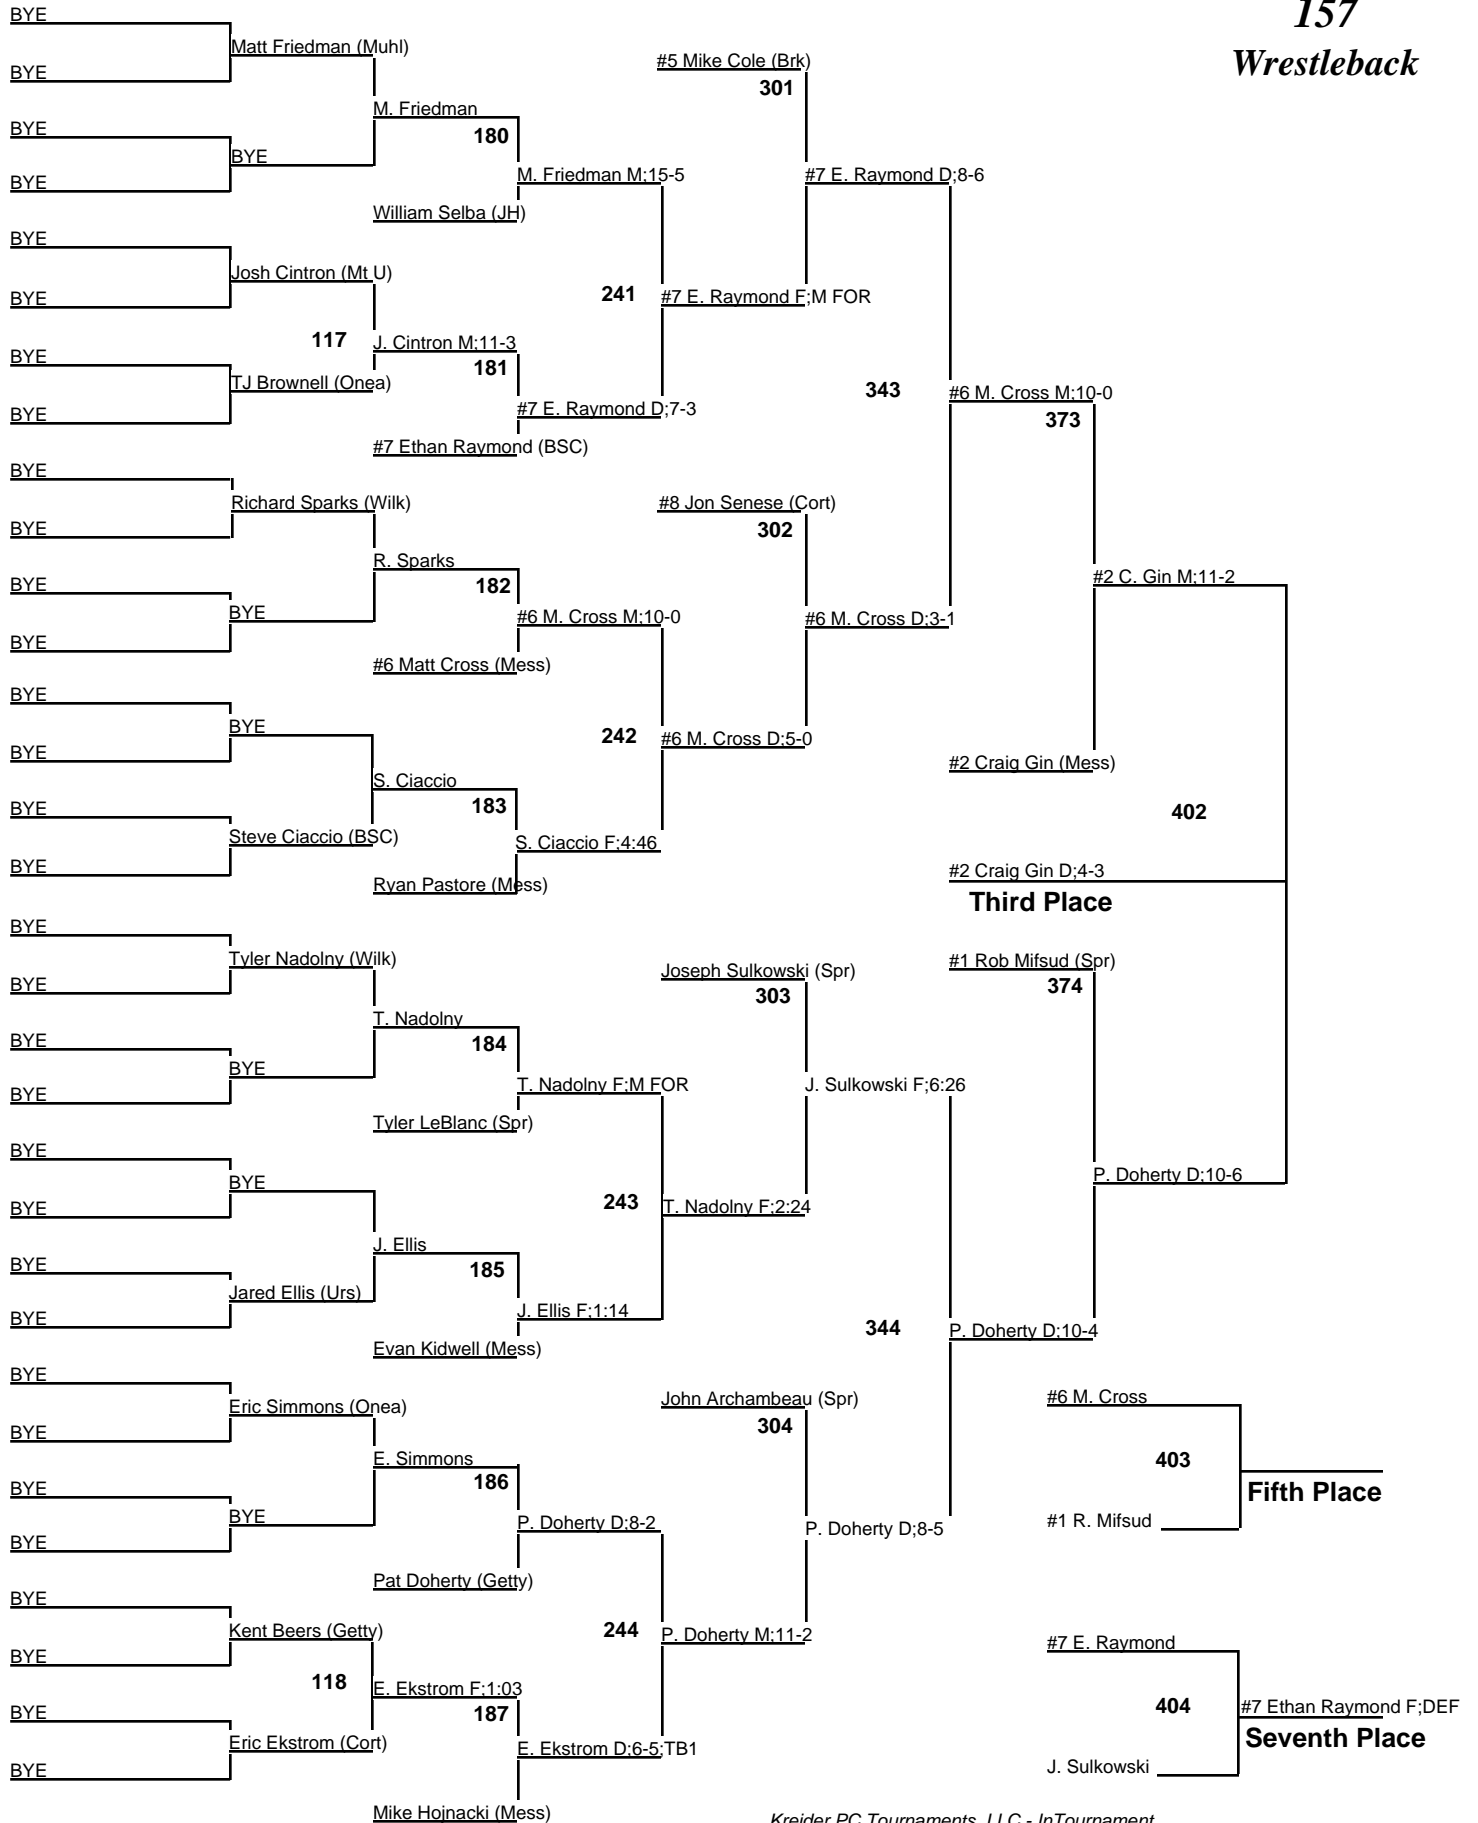 157
Wrestleback
BYE
Matt Friedman (Muhl)
BYE
#5 Mike Cole (Brk)
301
M. Friedman
180
BYE
BYE
BYE
M. Friedman M;15-5
#7 E. Raymond D;8-6
William Selba (JH)
BYE
Josh Cintron (Mt U)
BYE
241
#7 E. Raymond F;M FOR
117
J. Cintron M;11-3
181
BYE
TJ Brownell (Onea)
343
#6 M. Cross M;10-0
373
BYE
#7 E. Raymond D;7-3
#7 Ethan Raymond (BSC)
BYE
Richard Sparks (Wilk)
#8 Jon Senese (Cort)
302
BYE
R. Sparks
182
BYE
#2 C. Gin M;11-2
BYE
#6 M. Cross M;10-0
#6 M. Cross D;3-1
BYE
#6 Matt Cross (Mess)
BYE
BYE
242
#6 M. Cross D;5-0
BYE
#2 Craig Gin (Mess)
S. Ciaccio
183
BYE
402
Steve Ciaccio (BSC)
S. Ciaccio F;4:46
BYE
#2 Craig Gin D;4-3
Third Place
Ryan Pastore (Mess)
BYE
Tyler Nadolny (Wilk)
BYE
Joseph Sulkowski (Spr)
303
#1 Rob Mifsud (Spr)
374
T. Nadolny
184
BYE
BYE
BYE
T. Nadolny F;M FOR
J. Sulkowski F;6:26
Tyler LeBlanc (Spr)
BYE
BYE
P. Doherty D;10-6
BYE
243
T. Nadolny F;2:24
J. Ellis
185
BYE
Jared Ellis (Urs)
BYE
J. Ellis F;1:14
344
P. Doherty D;10-4
Evan Kidwell (Mess)
BYE
Eric Simmons (Onea)
BYE
John Archambeau (Spr)
304
#6 M. Cross
E. Simmons
186
403
Fifth Place
BYE
BYE
BYE
P. Doherty D;8-2
P. Doherty D;8-5
#1 R. Mifsud
Pat Doherty (Getty)
BYE
Kent Beers (Getty)
BYE
244
P. Doherty M;11-2
#7 E. Raymond
118
E. Ekstrom F;1:03
187
BYE
404
#7 Ethan Raymond F;DEF
Seventh Place
Eric Ekstrom (Cort)
E. Ekstrom D;6-5;TB1
BYE
J. Sulkowski
Mike Hojnacki (Mess)
Kreider PC Tournaments, LLC - InTournament